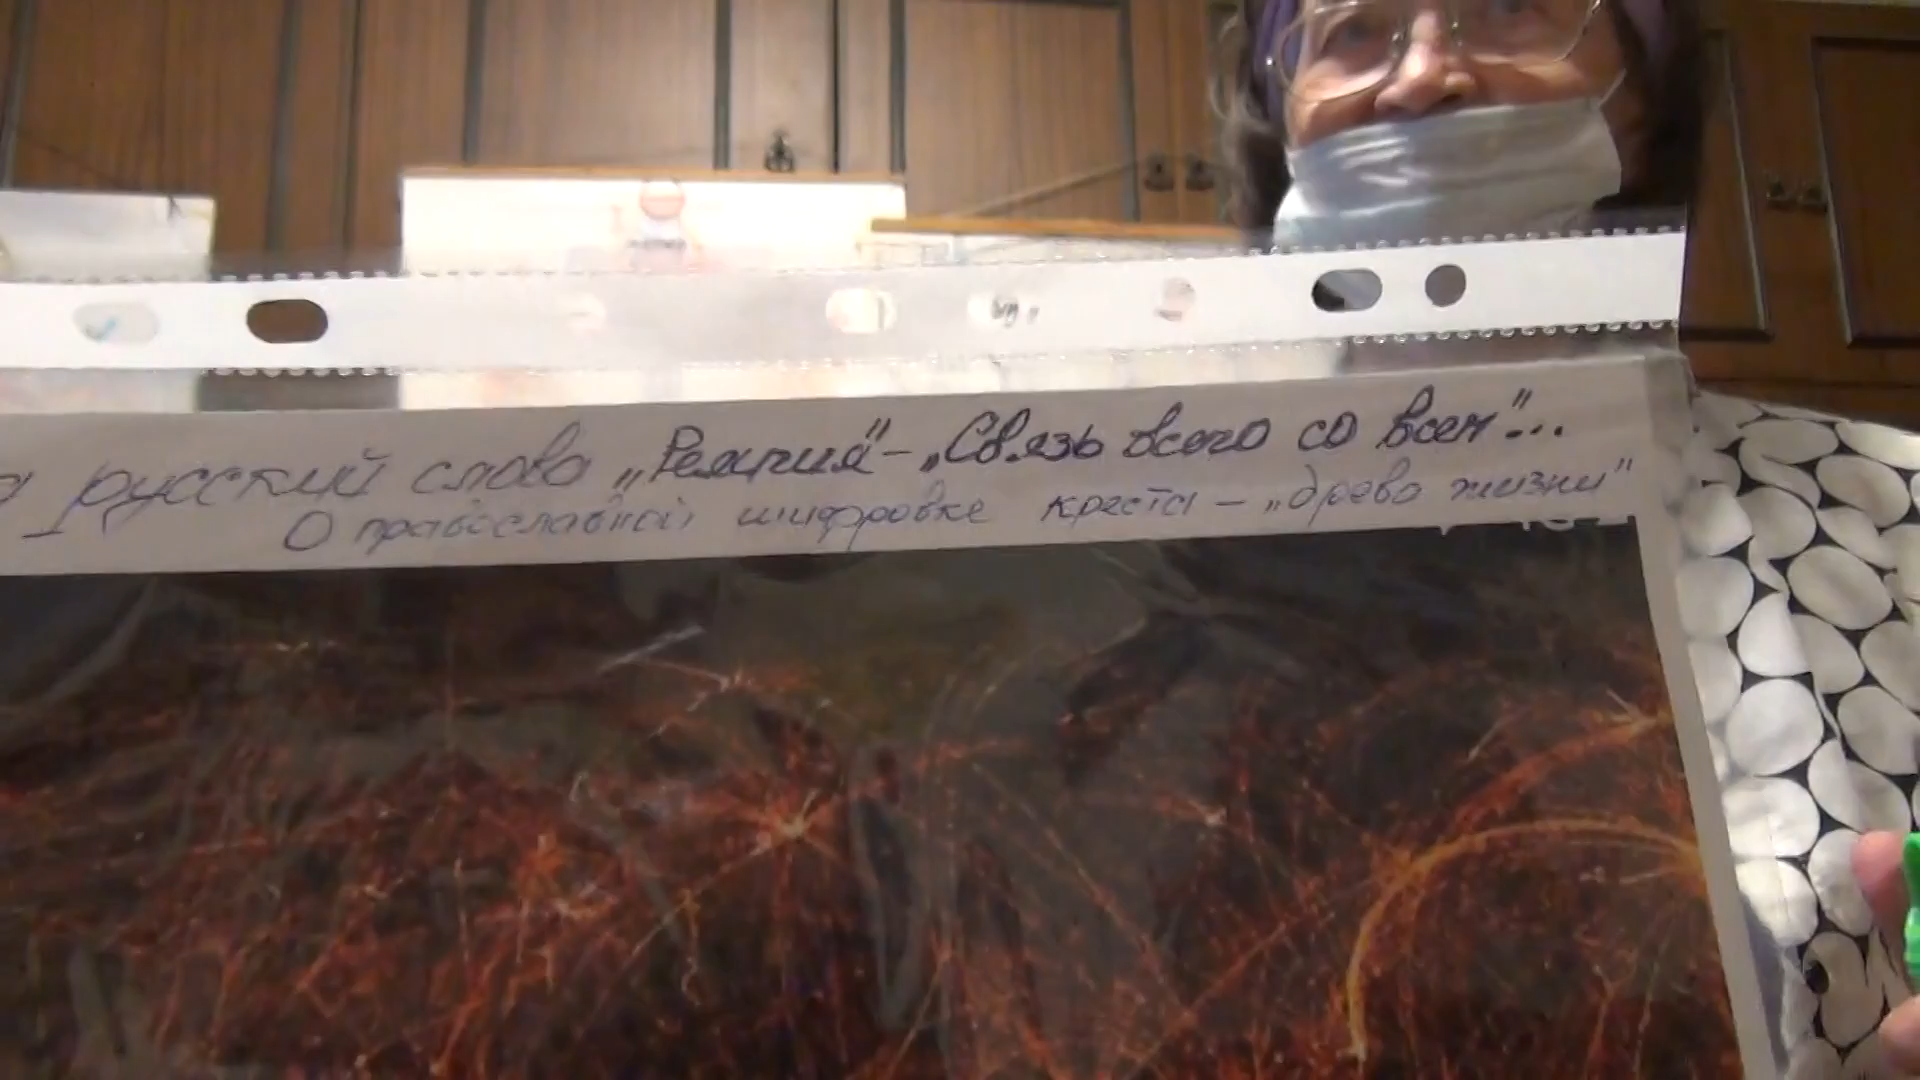 русский слово „Религия“ – „Связь всего со всем“...
О православной шифровке креста – „древо жизни“